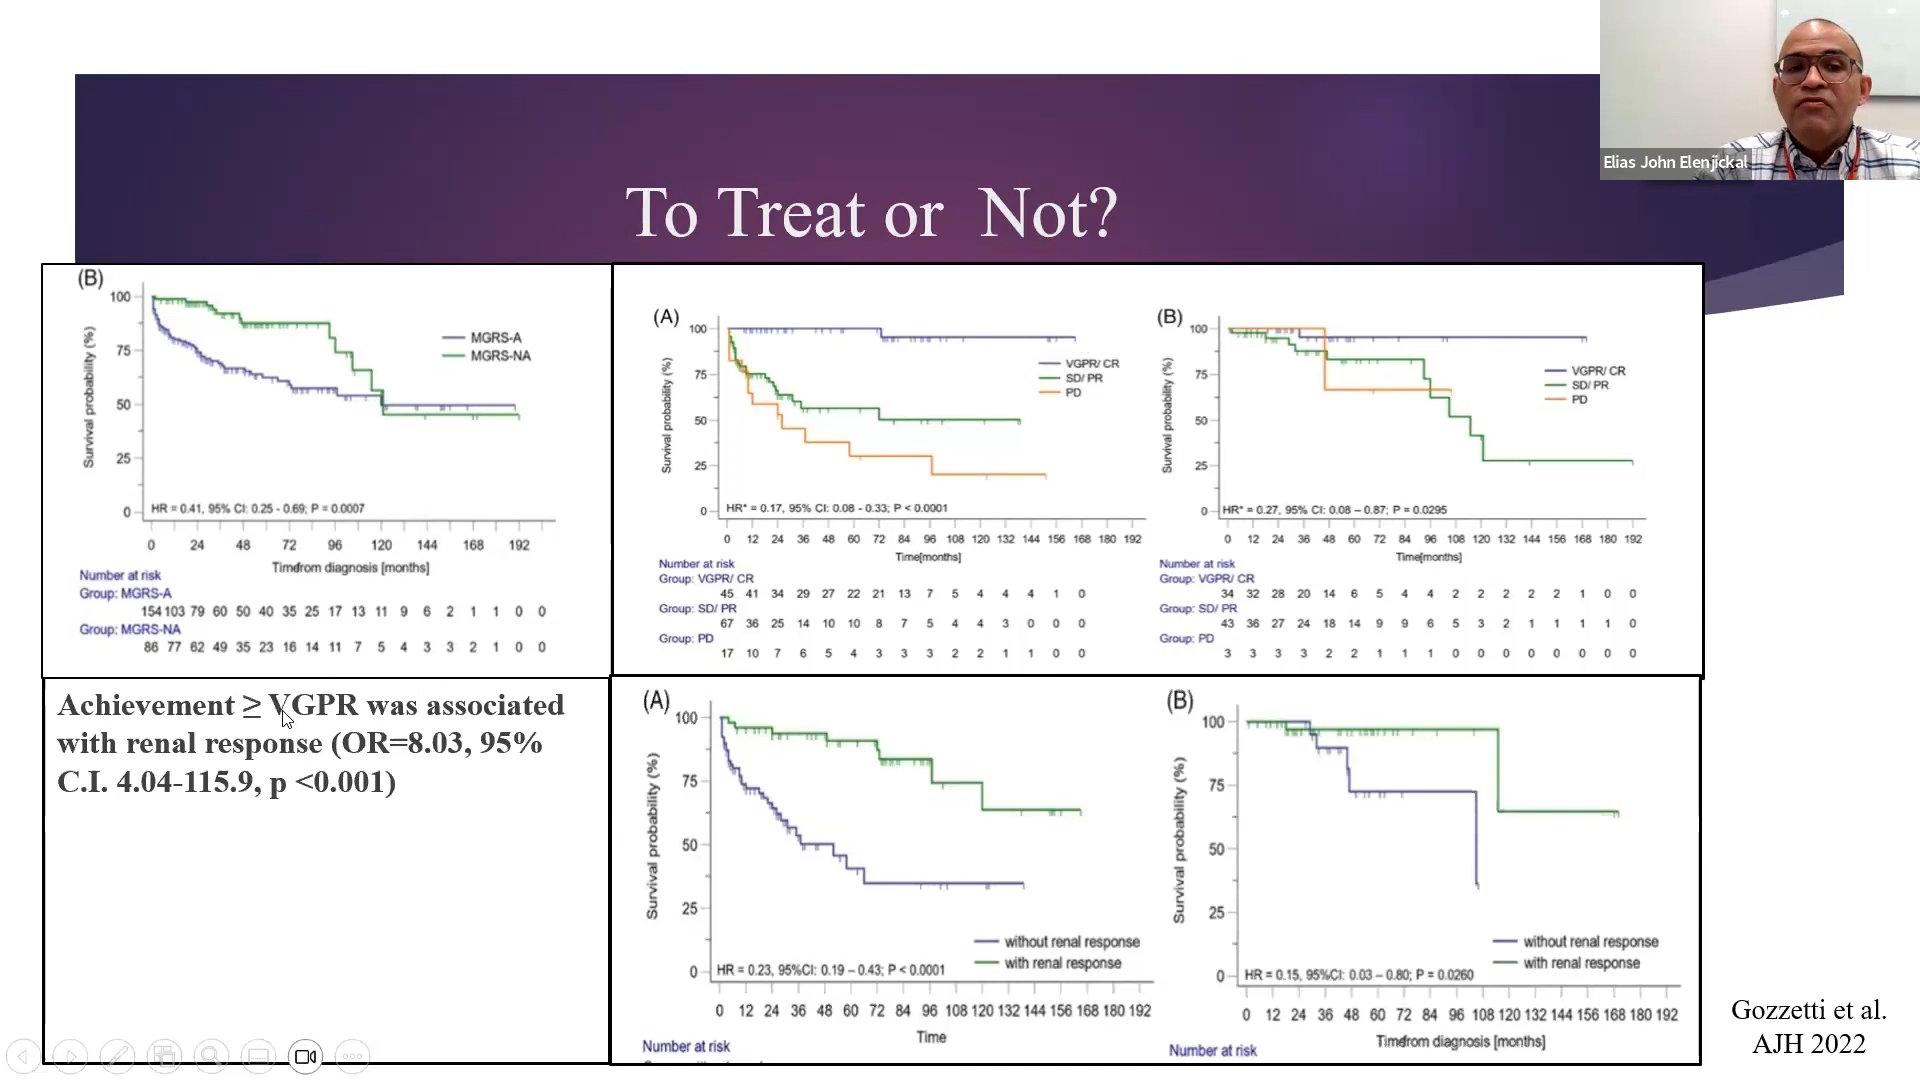 Elias John Elenjickal
To Treat or Not?
(B)
100
75
50
25
0
Survival probability (%)
MGRS-A
MGRS-NA
HR = 0.41, 95% CI: 0.25 - 0.69; P = 0.0007
0 24 48 72 96 120 144 168 192
Time from diagnosis [months]
Number at risk
Group: MGRS-A
154 103 79 60 50 40 35 25 17 13 11 9 6 2 1 1 0 0
Group: MGRS-NA
86 77 62 49 35 23 16 14 11 7 5 4 3 3 2 1 0 0
(A)
100
75
50
25
0
Survival probability (%)
VGPR/ CR
SD/ PR
PD
HR* = 0.17, 95% CI: 0.08 - 0.33; P < 0.0001
0 12 24 36 48 60 72 84 96 108 120 132 144 156 168 180 192
Time[months]
Number at risk
Group: VGPR/ CR
45 41 34 29 27 22 21 13 7 5 4 4 4 1 0
Group: SD/ PR
67 36 25 14 10 10 8 7 5 4 4 3 0 0 0
Group: PD
17 10 7 6 5 4 3 3 3 2 2 1 1 0 0
(B)
100
75
50
25
0
Survival probability (%)
VGPR/ CR
SD/ PR
PD
HR* = 0.27, 95% CI: 0.08 – 0.87; P = 0.0295
0 12 24 36 48 60 72 84 96 108 120 132 144 156 168 180 192
Time[months]
Number at risk
Group: VGPR/ CR
34 32 28 20 14 6 5 4 4 2 2 2 2 2 1 0 0
Group: SD/ PR
43 36 27 24 18 14 9 9 6 5 3 2 1 1 1 1 0
Group: PD
3 3 3 3 2 2 1 1 1 0 0 0 0 0 0 0 0
Achievement ≥ VGPR was associated
with renal response (OR=8.03, 95%
C.I. 4.04-115.9, p <0.001)
(A)
100
75
50
25
0
Survival probability (%)
without renal response
with renal response
HR = 0.23, 95%CI: 0.19 – 0.43; P < 0.0001
0 12 24 36 48 60 72 84 96 108 120 132 144 156 168 180 192
Time
Number at risk
(B)
100
75
50
25
0
Survival probability (%)
without renal response
with renal response
HR = 0.15, 95%CI: 0.03 – 0.80; P = 0.0260
0 12 24 36 48 60 72 84 96 108 120 132 144 156 168 180 192
Time from diagnosis [months]
Number at risk
Gozzetti et al.
AJH 2022